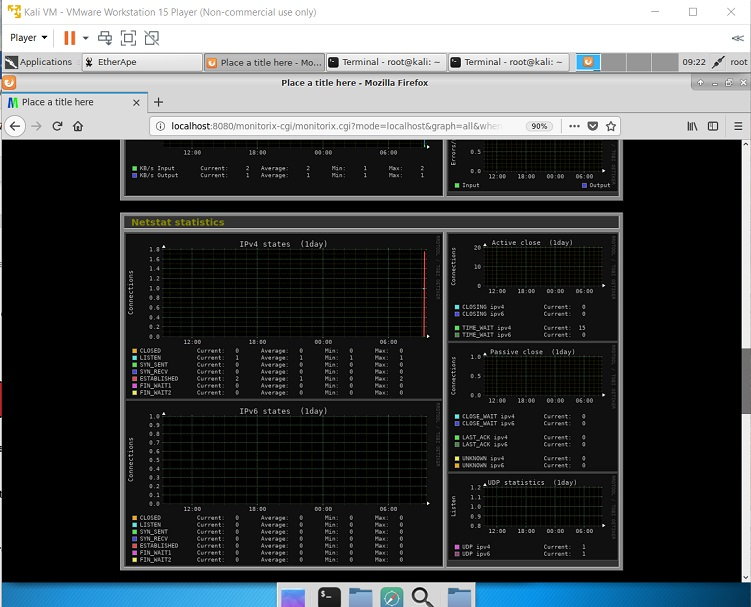 Kali VM - VMware Workstation 15 Player (Non-commercial use only)
Player
Applications EtherApe Place a title here - Mo... Terminal - root@kali: ~ Terminal - root@kali: ~ 09:22 root
Place a title here - Mozilla Firefox
Place a title here
localhost:8080/monitorix-cgi/monitorix.cgi?mode=localhost&graph=all&when 90%
12:00 18:00 00:00 06:00
KB/s Input Current: 2 Average: 2 Min: 1 Max: 2
KB/s Output Current: 1 Average: 1 Min: 1 Max: 1
Errors/
0.5
0.0
12:00 18:00 00:00 06:00
Input Output
Netstat statistics
IPv4 states (1day)
Connections
1.8
1.6
1.4
1.2
1.0
0.8
0.6
0.4
0.2
0.0
12:00 18:00 00:00 06:00
CLOSED Current: 0 Average: 0 Min: 0 Max: 0
LISTEN Current: 1 Average: 1 Min: 1 Max: 1
SYN_SENT Current: 0 Average: 0 Min: 0 Max: 0
SYN_RECV Current: 0 Average: 0 Min: 0 Max: 0
ESTABLISHED Current: 2 Average: 1 Min: 0 Max: 2
FIN_WAIT1 Current: 0 Average: 0 Min: 0 Max: 0
FIN_WAIT2 Current: 0 Average: 0 Min: 0 Max: 0
IPv6 states (1day)
Connections
1.0
0.9
0.8
0.7
0.6
0.5
0.4
0.3
0.2
0.1
0.0
12:00 18:00 00:00 06:00
CLOSED Current: 0 Average: 0 Min: 0 Max: 0
LISTEN Current: 0 Average: 0 Min: 0 Max: 0
SYN_SENT Current: 0 Average: 0 Min: 0 Max: 0
SYN_RECV Current: 0 Average: 0 Min: 0 Max: 0
ESTABLISHED Current: 0 Average: 0 Min: 0 Max: 0
FIN_WAIT1 Current: 0 Average: 0 Min: 0 Max: 0
FIN_WAIT2 Current: 0 Average: 0 Min: 0 Max: 0
Active close (1day)
Connections
20
10
0
12:00 18:00 00:00 06:00
CLOSING ipv4 Current: 0
CLOSING ipv6 Current: 0
TIME_WAIT ipv4 Current: 15
TIME_WAIT ipv6 Current: 0
Passive close (1day)
Connections
1.0
0.5
0.0
12:00 18:00 00:00 06:00
CLOSE_WAIT ipv4 Current: 0
CLOSE_WAIT ipv6 Current: 0
LAST_ACK ipv4 Current: 0
LAST_ACK ipv6 Current: 0
UNKNOWN ipv4 Current: 0
UNKNOWN ipv6 Current: 0
UDP statistics (1day)
Listen
1.2
1.1
1.0
0.9
0.8
12:00 18:00 00:00 06:00
UDP ipv4 Current: 1
UDP ipv6 Current: 1